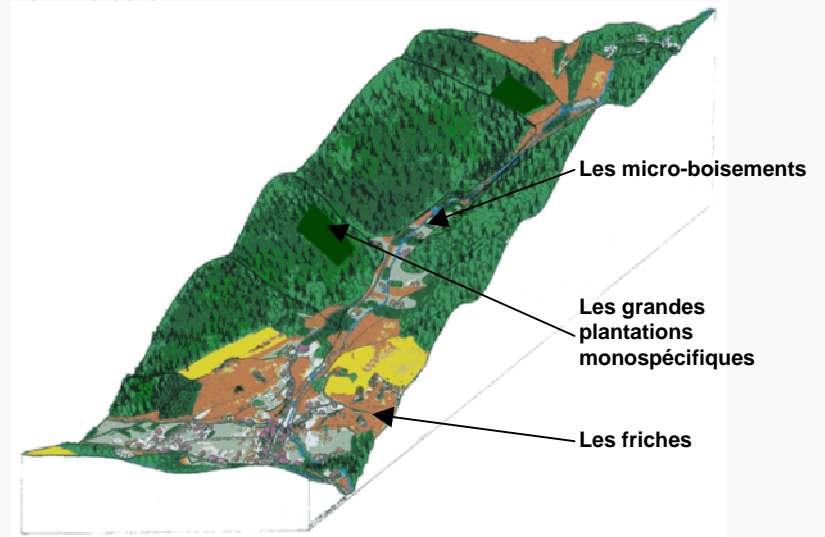 Les micro-boisements
Les grandes
plantations
monospécifiques
Les friches